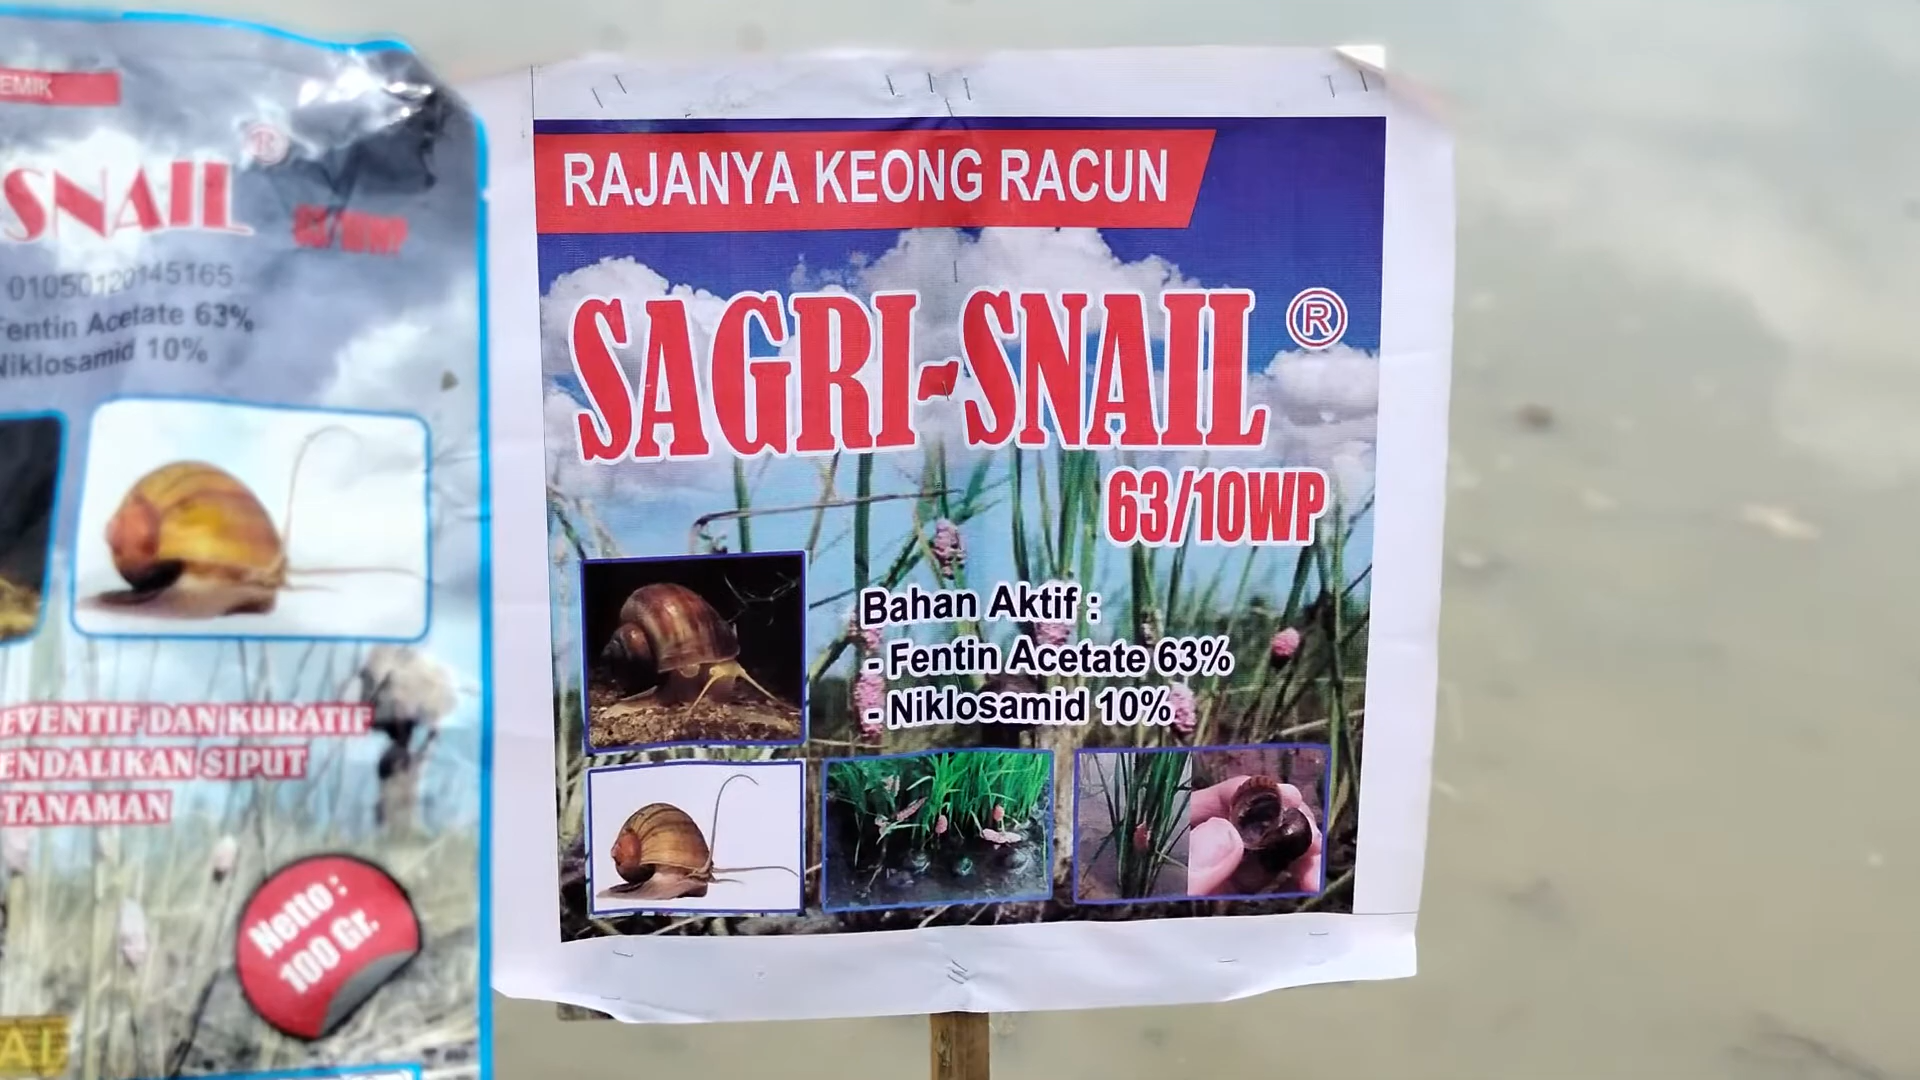 EMIK
SNAIL ®
63/10WP
01050120145165
Fentin Acetate 63%
Niklosamid 10%
EVENTIF DAN KURATIF
ENDALIKAN SIPUT
TANAMAN
Netto :
100 Gr.
RAJANYA KEONG RACUN
SAGRI-SNAIL ®
63/10WP
Bahan Aktif :
- Fentin Acetate 63%
- Niklosamid 10%